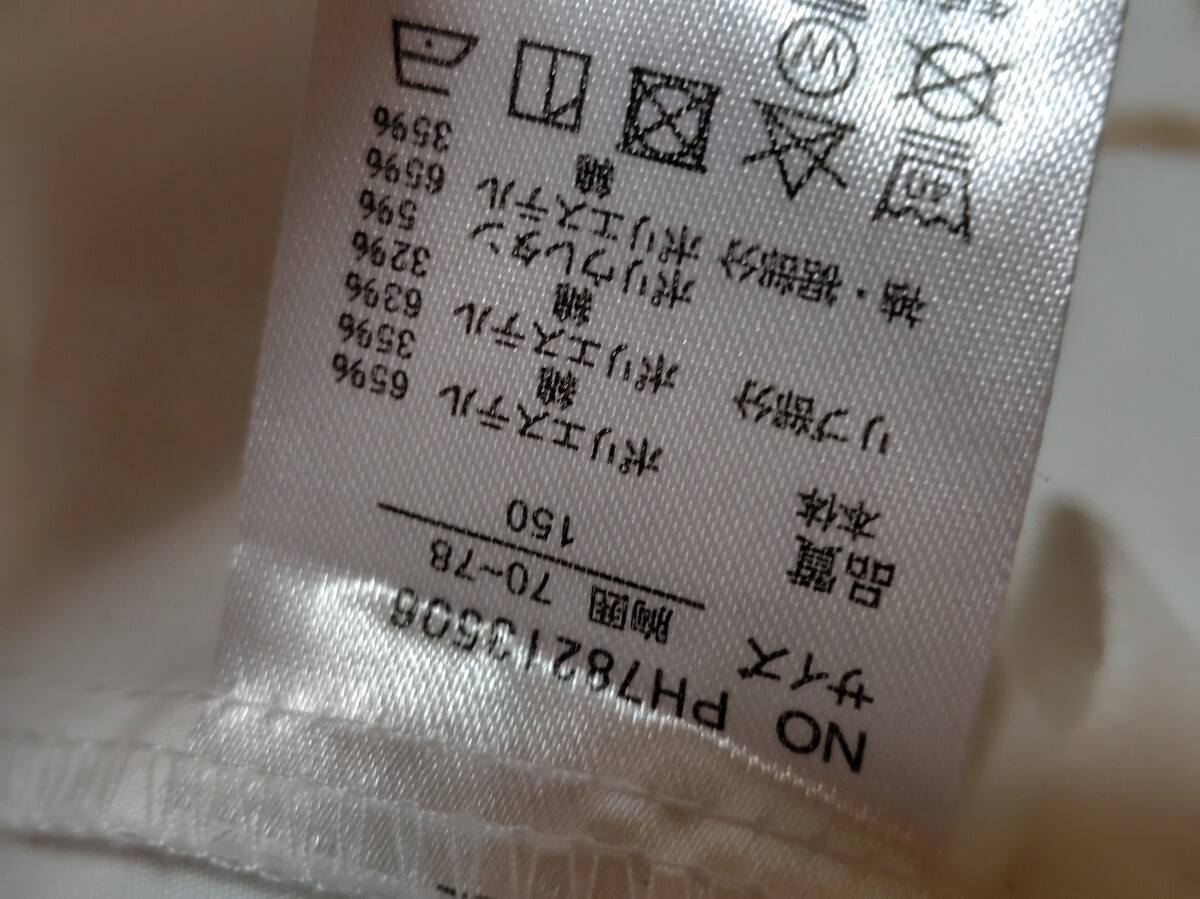 NO PH78213508
サイズ 胸囲 70~78
150
品質
本体 ポリエステル 65%
綿 35%
リブ部分 ポリエステル 63%
綿 32%
ポリウレタン 5%
袖・裾部分 ポリエステル 65%
綿 35%
40
W